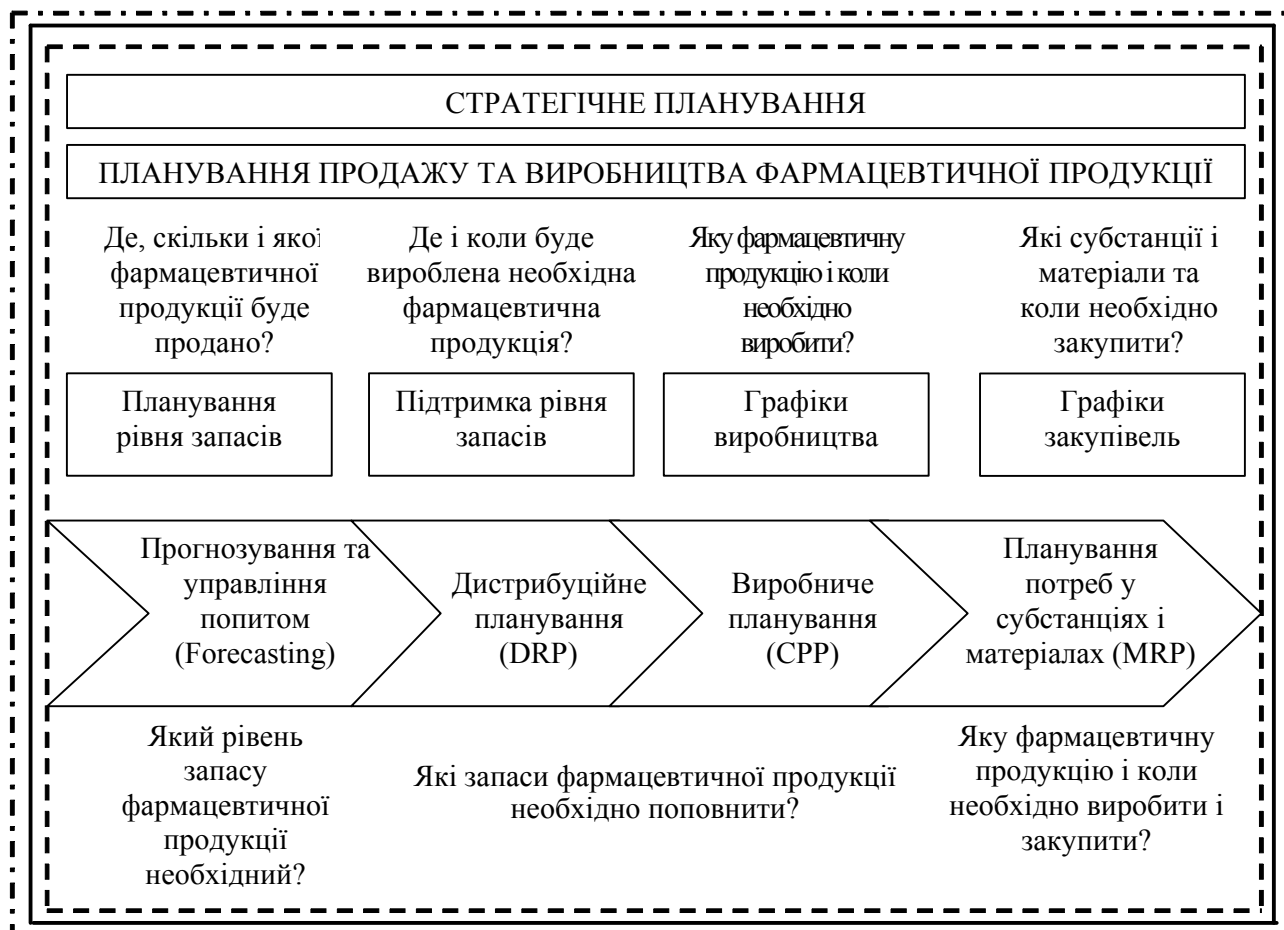 СТРАТЕГІЧНЕ ПЛАНУВАННЯ
ПЛАНУВАННЯ ПРОДАЖУ ТА ВИРОБНИЦТВА ФАРМАЦЕВТИЧНОЇ ПРОДУКЦІЇ
Де, скільки і якої
фармацевтичної
продукції буде
продано?
Де і коли буде
вироблена необхідна
фармацевтична
продукція?
Яку фармацевтичну
продукцію і коли
необхідно
виробити?
Які субстанції і
матеріали та
коли необхідно
закупити?
Планування
рівня запасів
Підтримка рівня
запасів
Графіки
виробництва
Графіки
закупівель
Прогнозування та
управління
попитом
(Forecasting)
Дистрибуційне
планування
(DRP)
Виробниче
планування
(CPP)
Планування
потреб у
субстанціях і
матеріалах (MRP)
Який рівень
запасу
фармацевтичної
продукції
необхідний?
Які запаси фармацевтичної продукції
необхідно поповнити?
Яку фармацевтичну
продукцію і коли
необхідно виробити і
закупити?